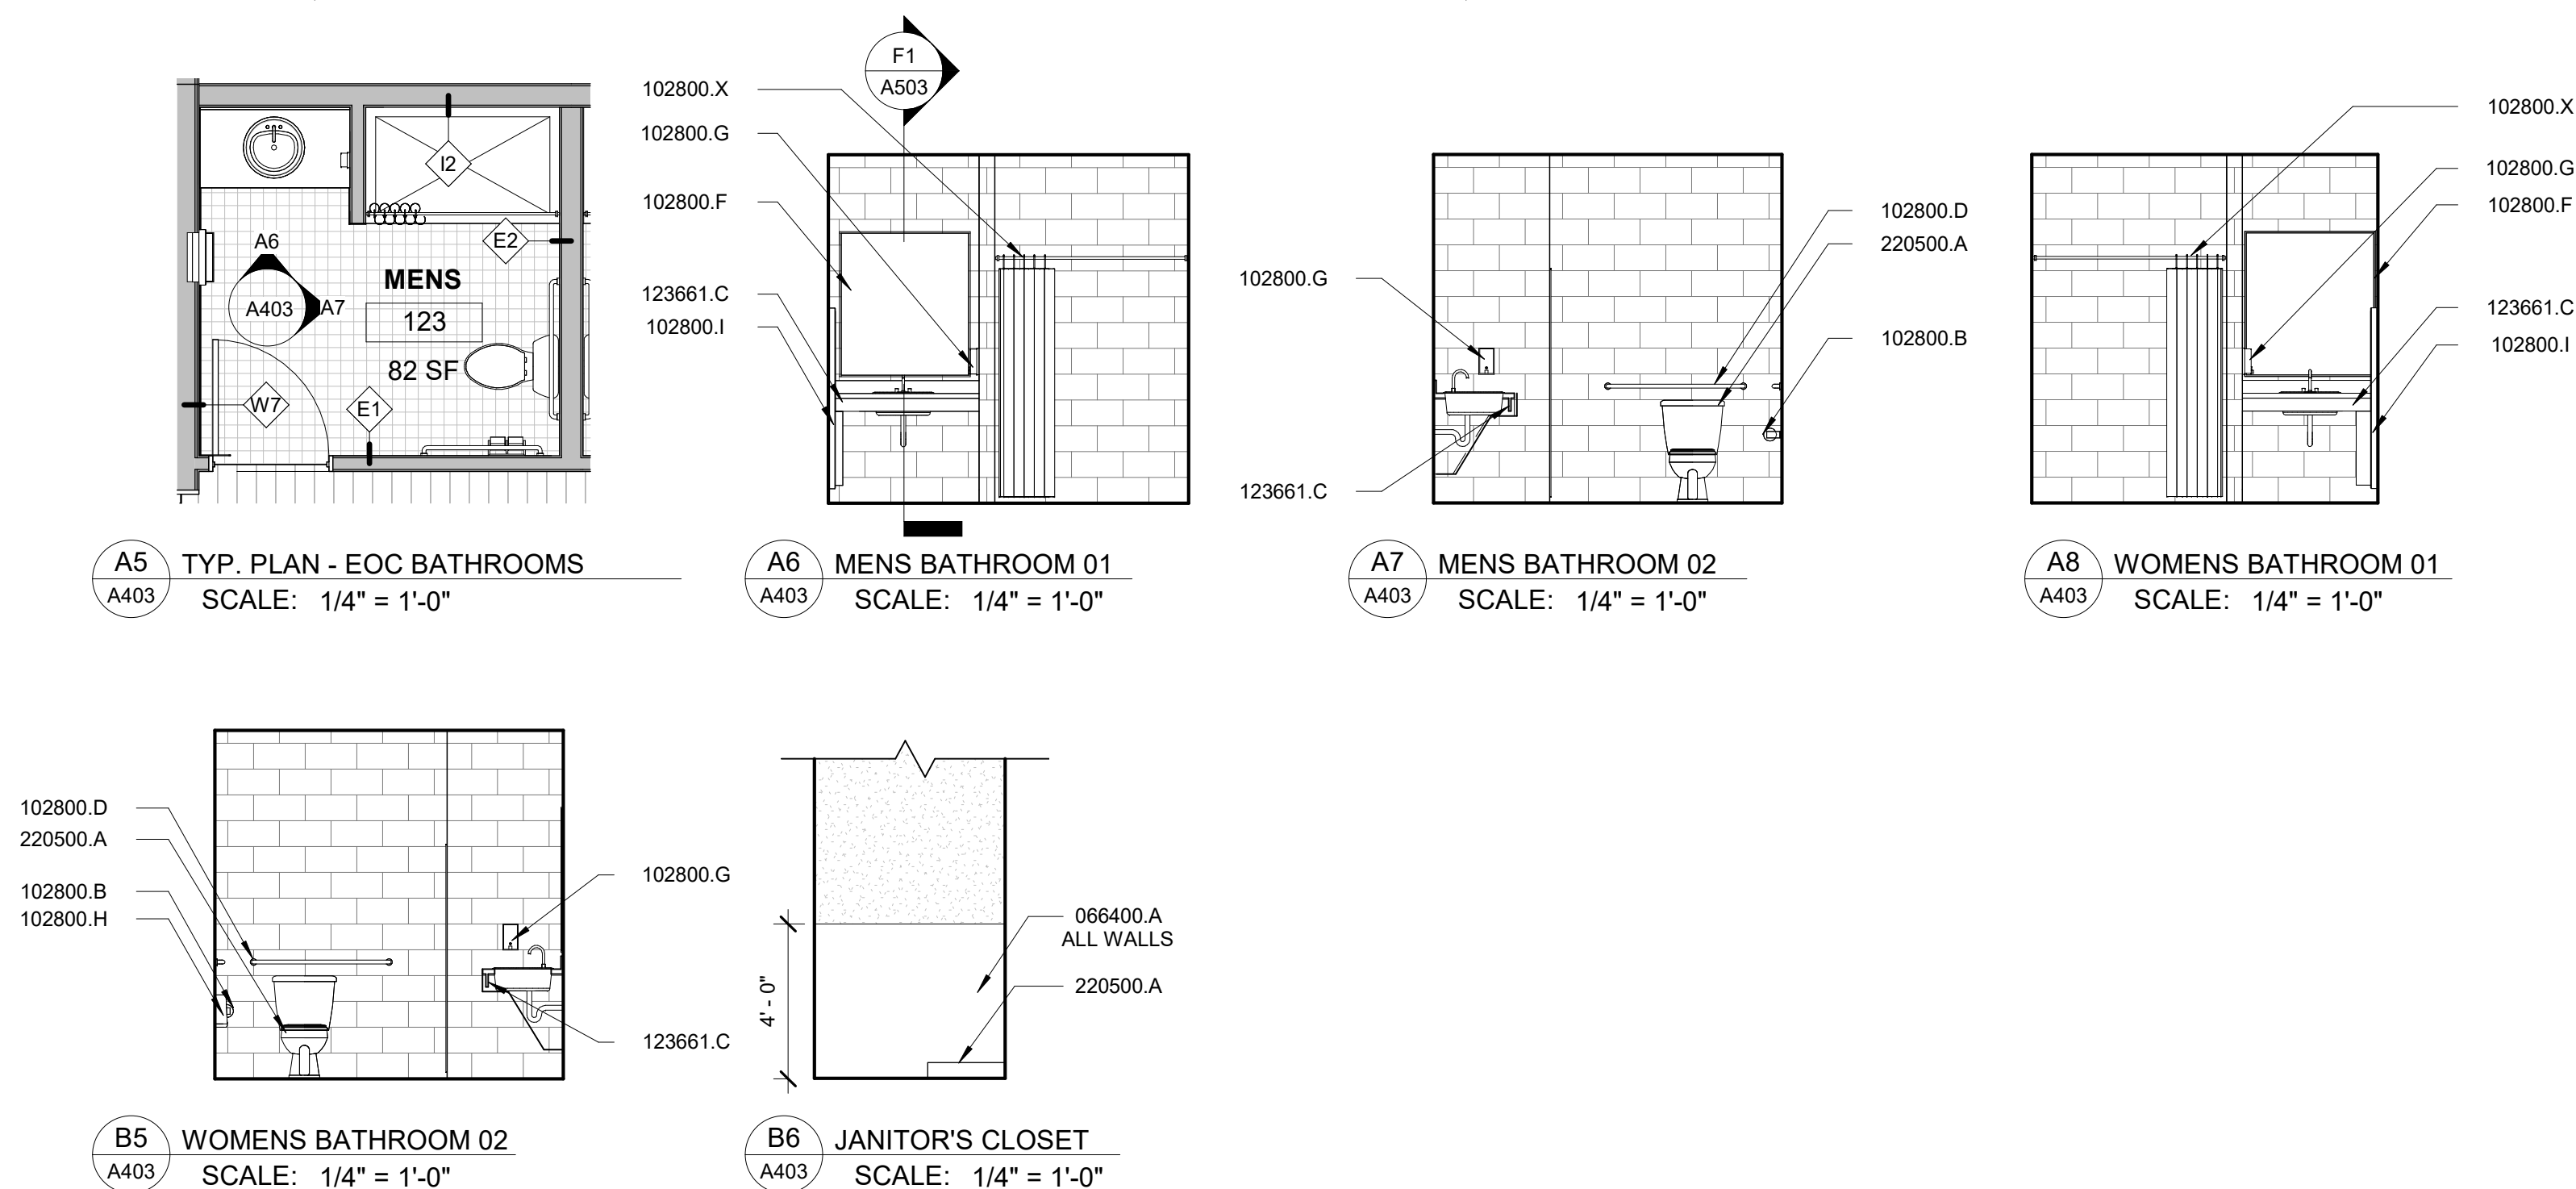 F1
A503
102800.X
102800.G
102800.F
123661.C
102800.I
I2
E2
A6
A403
A7
MENS
123
82 SF
W7
E1
102800.G
123661.C
102800.D
220500.A
102800.B
102800.X
102800.G
102800.F
123661.C
102800.I
A5
A403
TYP. PLAN - EOC BATHROOMS
SCALE: 1/4" = 1'-0"
A6
A403
MENS BATHROOM 01
SCALE: 1/4" = 1'-0"
A7
A403
MENS BATHROOM 02
SCALE: 1/4" = 1'-0"
A8
A403
WOMENS BATHROOM 01
SCALE: 1/4" = 1'-0"
102800.D
220500.A
102800.B
102800.H
102800.G
123661.C
4' - 0"
066400.A
ALL WALLS
220500.A
B5
A403
WOMENS BATHROOM 02
SCALE: 1/4" = 1'-0"
B6
A403
JANITOR'S CLOSET
SCALE: 1/4" = 1'-0"